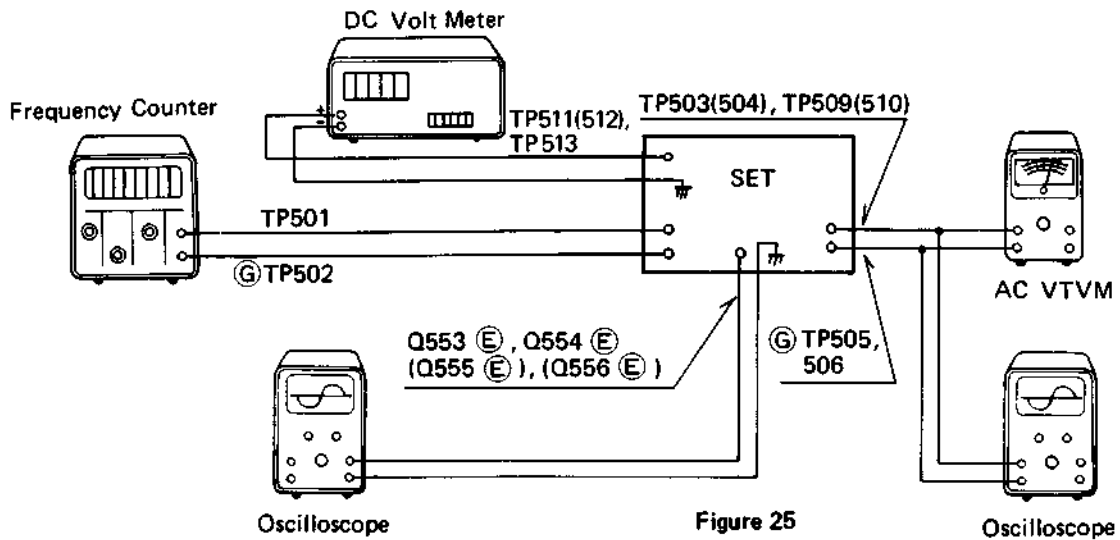 DC Volt Meter
Frequency Counter
TP511(512),
TP513
TP503(504), TP509(510)
SET
TP501
Ⓖ TP502
AC VTVM
Q553 Ⓔ , Q554 Ⓔ
(Q555 Ⓔ ), (Q556 Ⓔ )
Ⓖ TP505,
506
Oscilloscope
Figure 25
Oscilloscope